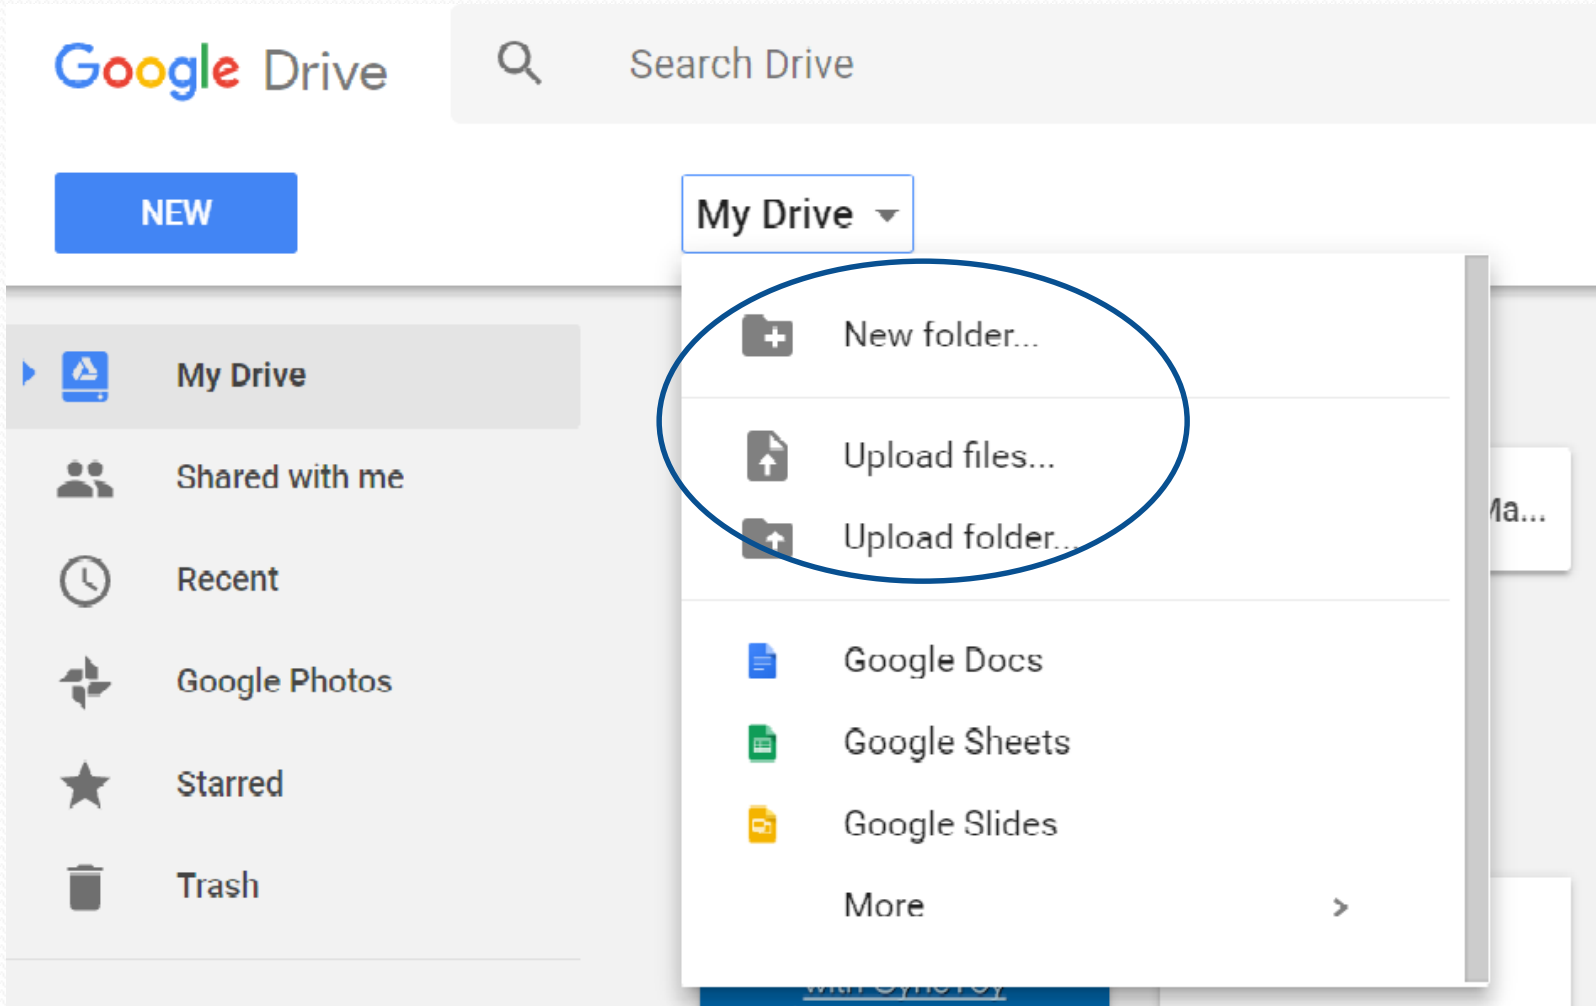 Google Drive
Search Drive
NEW
My Drive
My Drive
Shared with me
Recent
Google Photos
Starred
Trash
New folder...
Upload files...
Upload folder...
Google Docs
Google Sheets
Google Slides
More